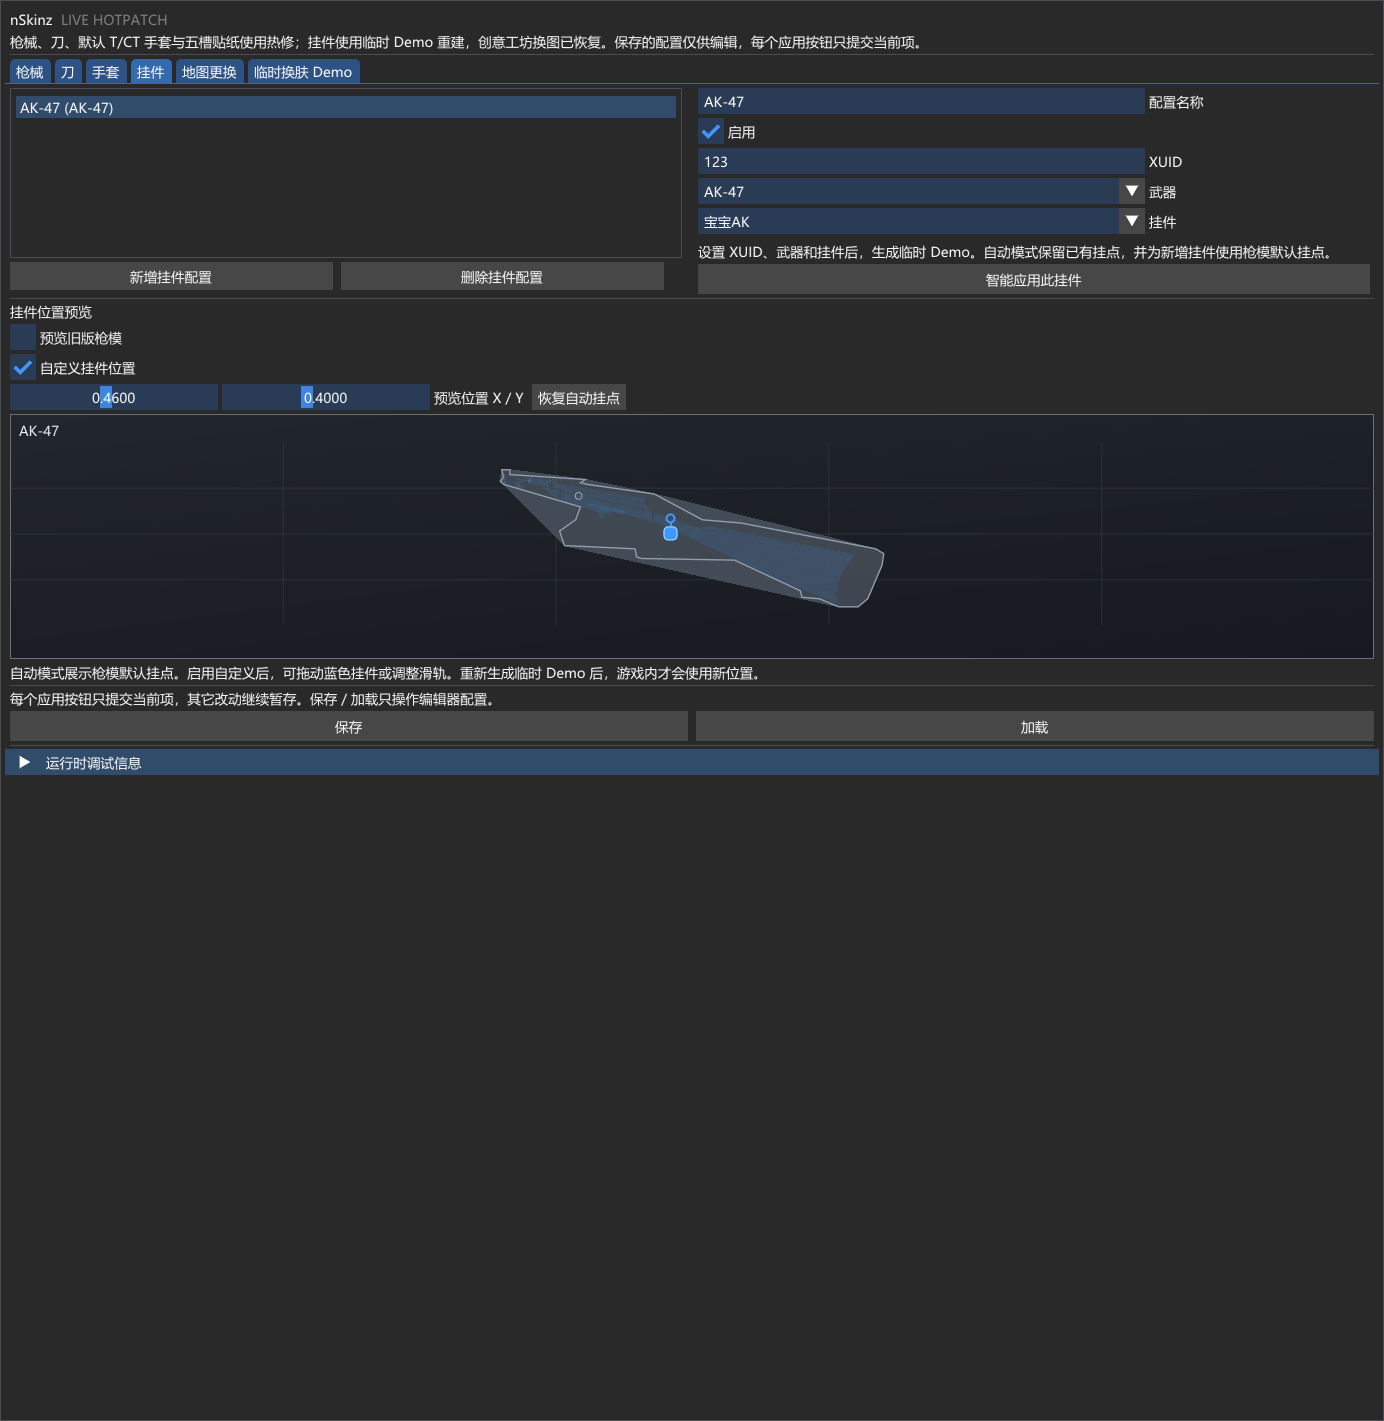 nSkinz LIVE HOTPATCH
枪械、刀、默认 T/CT 手套与五槽贴纸使用热修；挂件使用临时 Demo 重建，创意工坊换图已恢复。保存的配置仅供编辑，每个应用按钮只提交当前项。
枪械 刀 手套 挂件 地图更换 临时换肤 Demo
AK-47 (AK-47)
新增挂件配置 删除挂件配置
AK-47 配置名称
启用
123 XUID
AK-47 武器
宝宝AK 挂件
设置 XUID、武器和挂件后，生成临时 Demo。自动模式保留已有挂点，并为新增挂件使用枪模默认挂点。
智能应用此挂件
挂件位置预览
预览旧版枪模
自定义挂件位置
0.4600 0.4000 预览位置 X / Y 恢复自动挂点
AK-47
自动模式展示枪模默认挂点。启用自定义后，可拖动蓝色挂件或调整滑轨。重新生成临时 Demo 后，游戏内才会使用新位置。
每个应用按钮只提交当前项，其它改动继续暂存。保存 / 加载只操作编辑器配置。
保存 加载
运行时调试信息